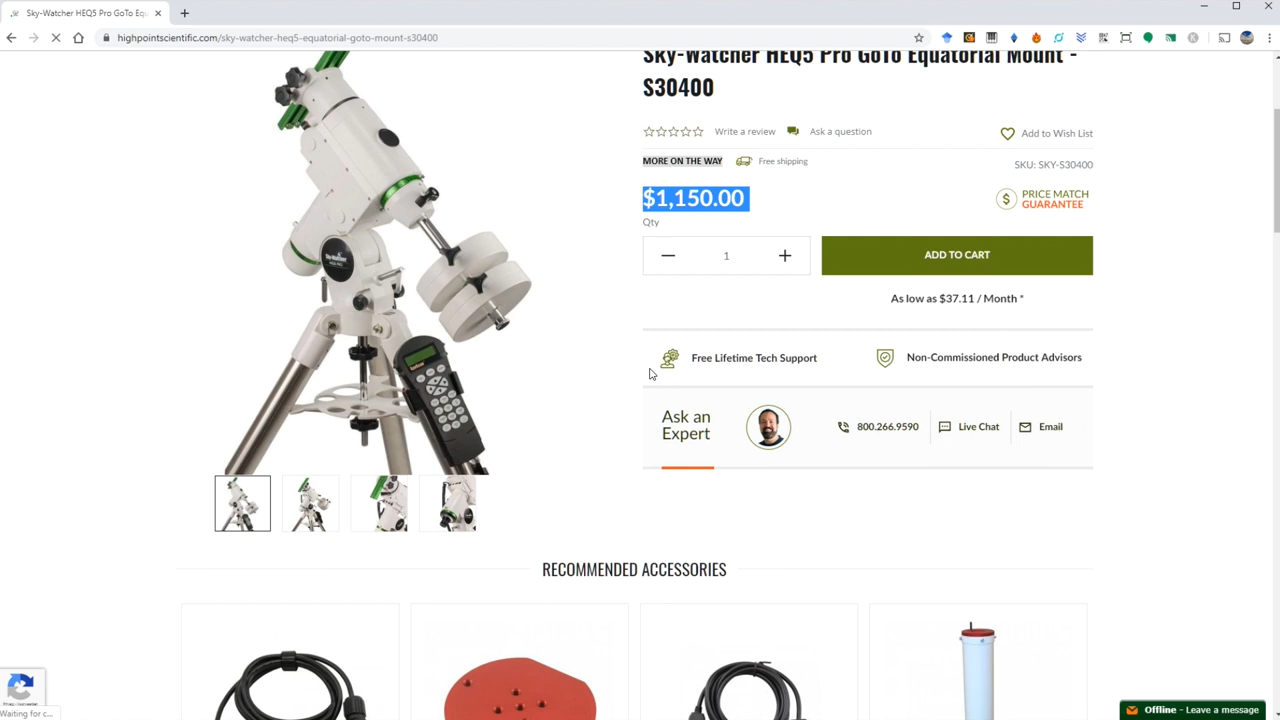 Sky-Watcher HEQ5 Pro GoTo Eq
highpointscientific.com/sky-watcher-heq5-equatorial-goto-mount-s30400
Sky-Watcher HEQ5 Pro GoTo Equatorial Mount -
S30400
Write a review
Ask a question
Add to Wish List
MORE ON THE WAY
Free shipping
SKU: SKY-S30400
$1,150.00
PRICE MATCH
GUARANTEE
Qty
1
ADD TO CART
As low as $37.11 / Month *
Free Lifetime Tech Support
Non-Commissioned Product Advisors
Ask an
Expert
800.266.9590
Live Chat
Email
RECOMMENDED ACCESSORIES
Waiting for c...
Offline - Leave a message